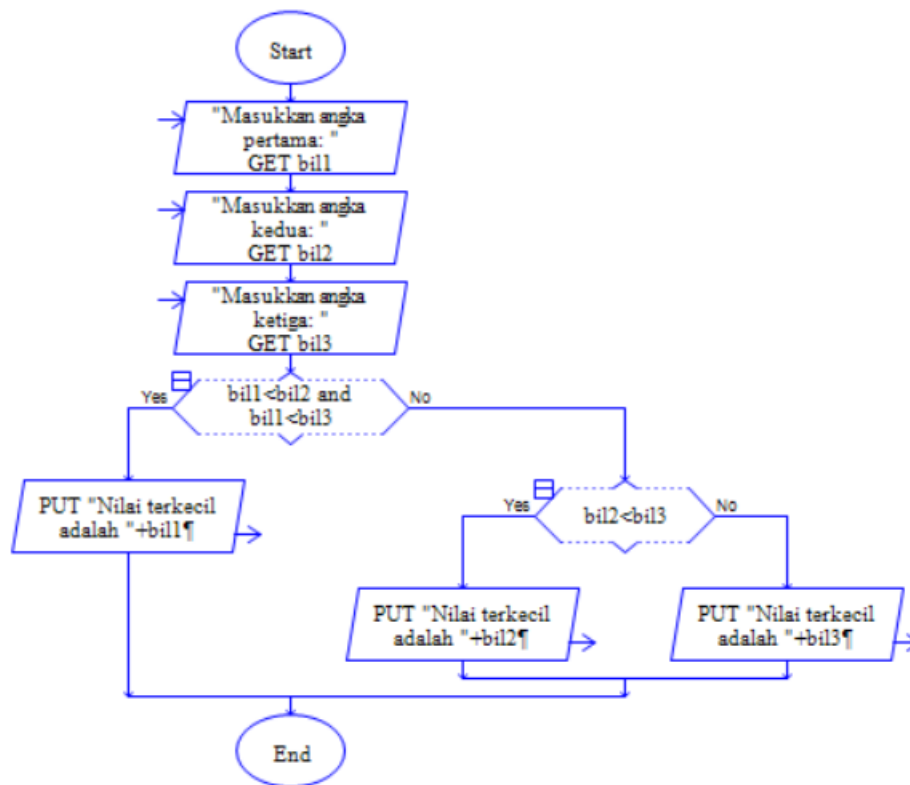 Start
"Masukkan angka
pertama: "
GET bil1
"Masukkan angka
kedua: "
GET bil2
"Masukkan angka
ketiga: "
GET bil3
Yes
bil1<bil2 and
bil1<bil3
No
PUT "Nilai terkecil
adalah "+bil1¶
Yes
bil2<bil3
No
PUT "Nilai terkecil
adalah "+bil2¶
PUT "Nilai terkecil
adalah "+bil3¶
End